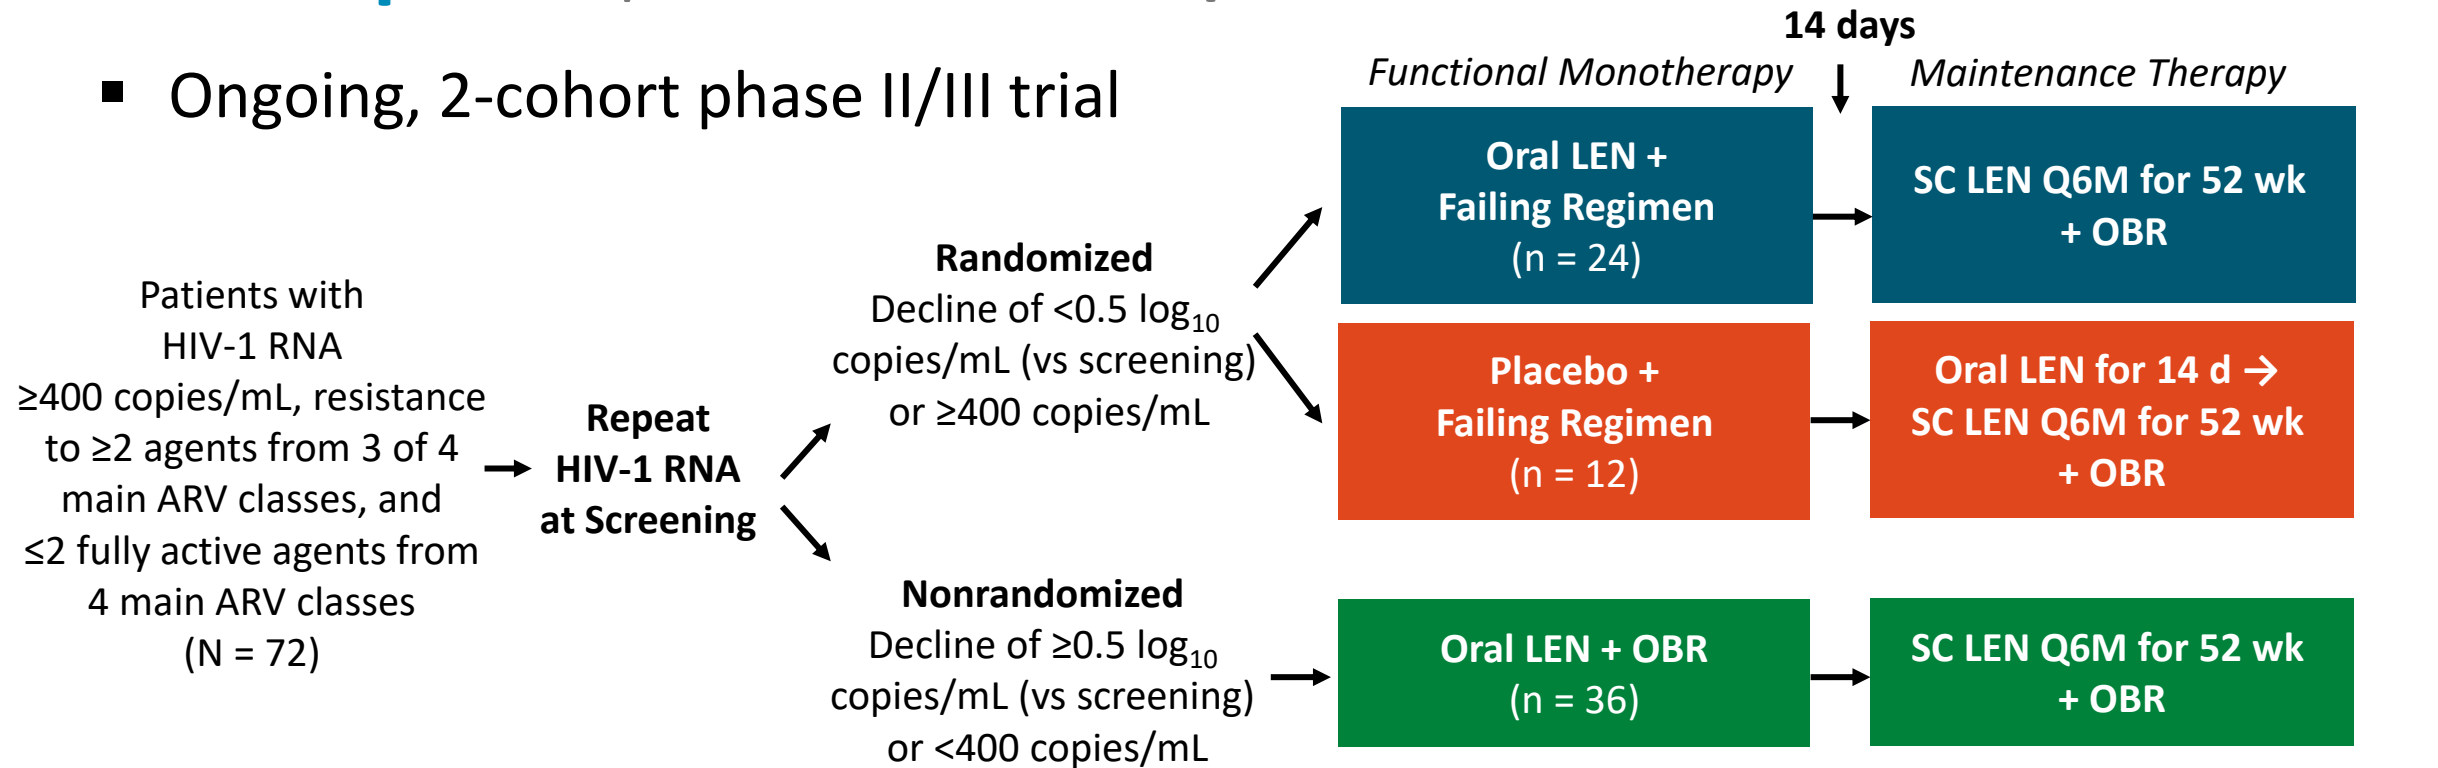 ▪ Ongoing, 2-cohort phase II/III trial
14 days
Functional Monotherapy
Maintenance Therapy
Patients with
HIV-1 RNA
≥400 copies/mL, resistance
to ≥2 agents from 3 of 4
main ARV classes, and
≤2 fully active agents from
4 main ARV classes
(N = 72)
Repeat
HIV-1 RNA
at Screening
Randomized
Decline of <0.5 log₁₀
copies/mL (vs screening)
or ≥400 copies/mL
Oral LEN +
Failing Regimen
(n = 24)
SC LEN Q6M for 52 wk
+ OBR
Placebo +
Failing Regimen
(n = 12)
Oral LEN for 14 d →
SC LEN Q6M for 52 wk
+ OBR
Nonrandomized
Decline of ≥0.5 log₁₀
copies/mL (vs screening)
or <400 copies/mL
Oral LEN + OBR
(n = 36)
SC LEN Q6M for 52 wk
+ OBR